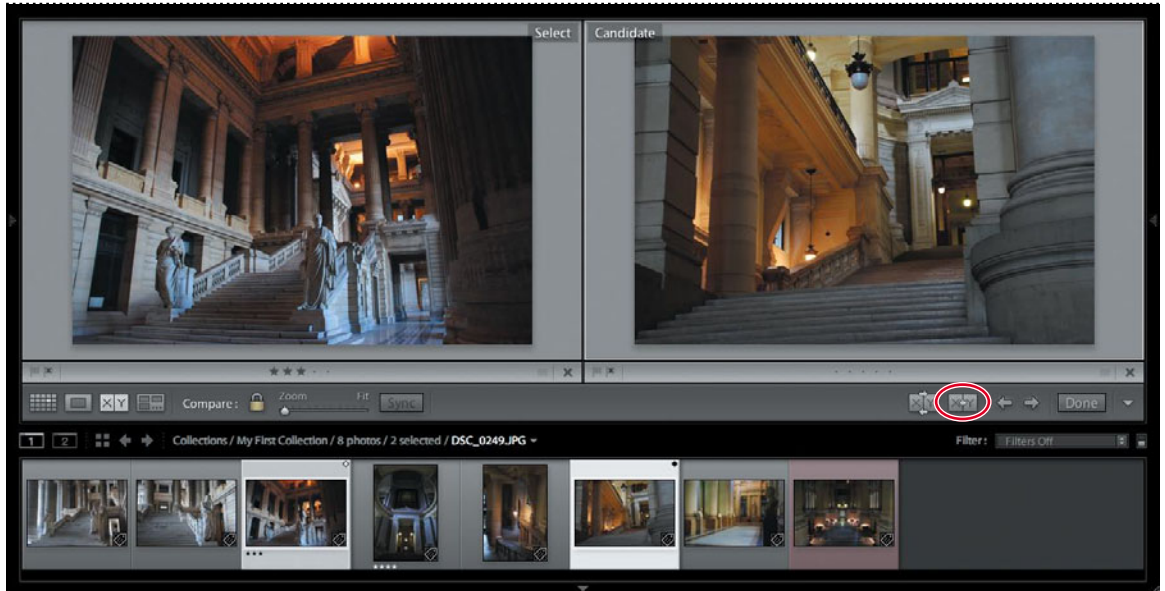 Select
Candidate
X Y
Compare :
Zoom
Fit
Sync
X Y
X Y
Done
1
2
Collections / My First Collection / 8 photos / 2 selected / DSC_0249.JPG
Filter :
Filters Off